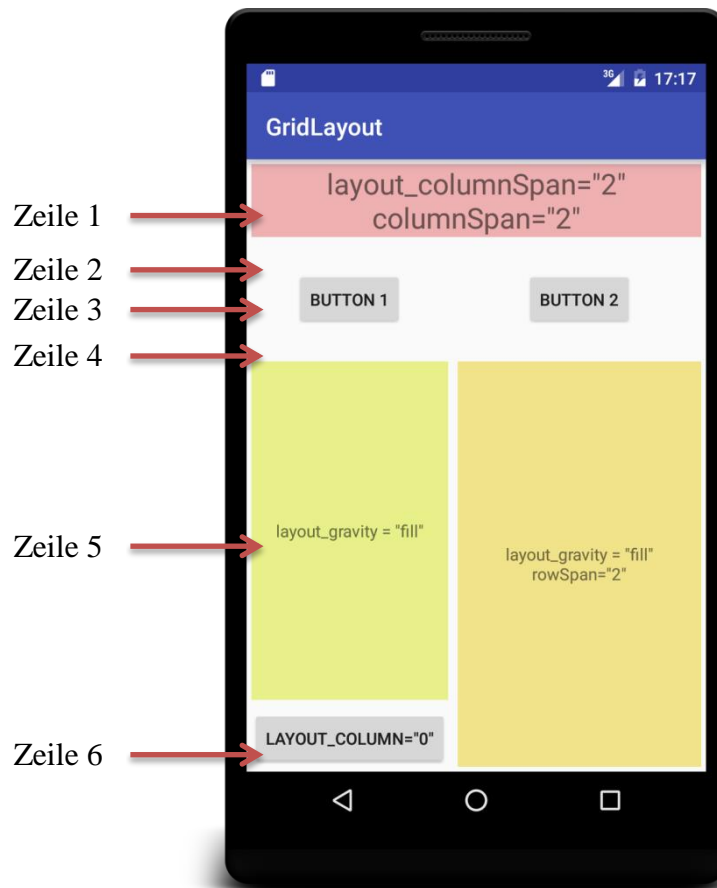 3G 17:17
GridLayout
layout_columnSpan="2"
columnSpan="2"
Zeile 1
Zeile 2
BUTTON 1 BUTTON 2
Zeile 3
Zeile 4
layout_gravity = "fill"
Zeile 5
layout_gravity = "fill"
rowSpan="2"
LAYOUT_COLUMN="0"
Zeile 6